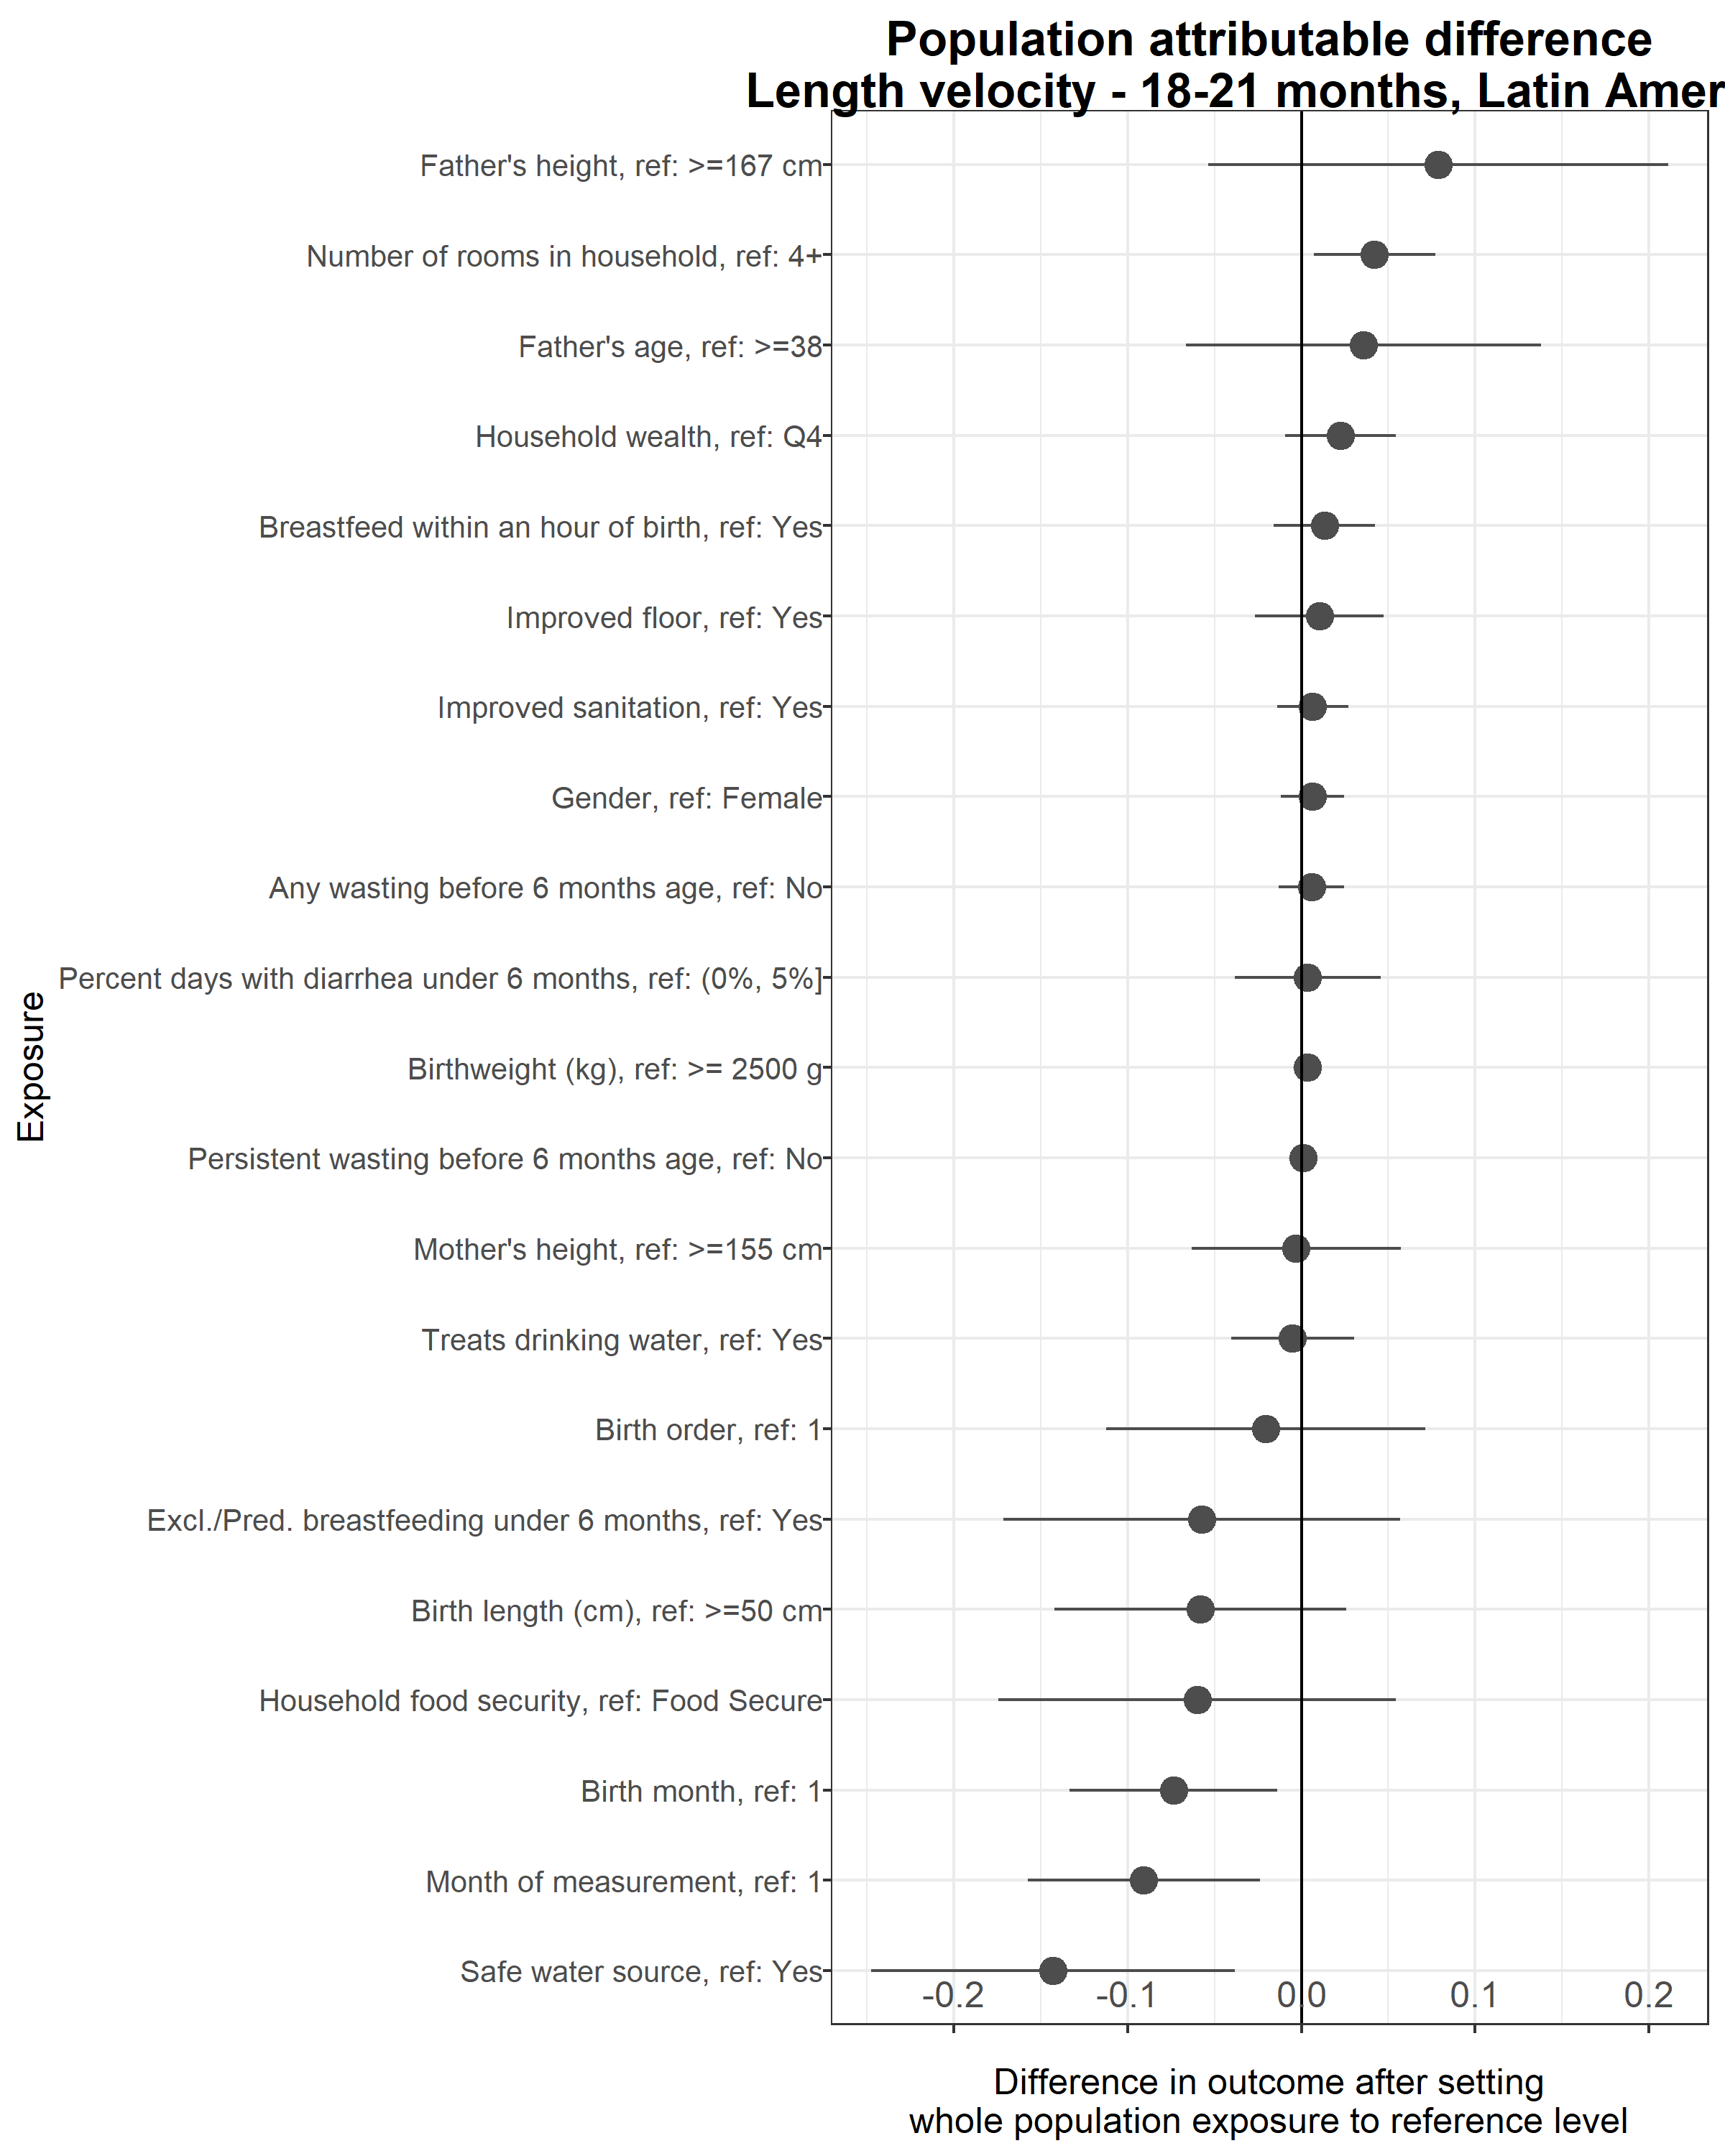 Population attributable difference
Length velocity - 18-21 months, Latin Amer
Father's height, ref: >=167 cm
Number of rooms in household, ref: 4+
Father's age, ref: >=38
Household wealth, ref: Q4
Breastfeed within an hour of birth, ref: Yes
Improved floor, ref: Yes
Improved sanitation, ref: Yes
Gender, ref: Female
Any wasting before 6 months age, ref: No
Percent days with diarrhea under 6 months, ref: (0%, 5%]
Birthweight (kg), ref: >= 2500 g
Persistent wasting before 6 months age, ref: No
Mother's height, ref: >=155 cm
Treats drinking water, ref: Yes
Birth order, ref: 1
Excl./Pred. breastfeeding under 6 months, ref: Yes
Birth length (cm), ref: >=50 cm
Household food security, ref: Food Secure
Birth month, ref: 1
Month of measurement, ref: 1
Safe water source, ref: Yes
Exposure
-0.2 -0.1 0.0 0.1 0.2
Difference in outcome after setting
whole population exposure to reference level